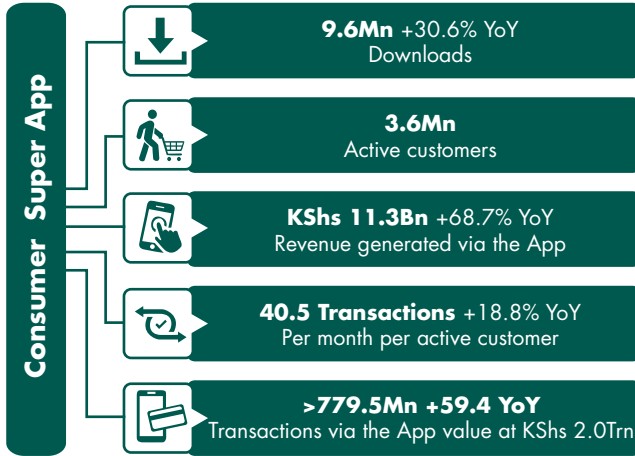 Consumer Super App
9.6Mn +30.6% YoY
Downloads
3.6Mn
Active customers
KShs 11.3Bn +68.7% YoY
Revenue generated via the App
40.5 Transactions +18.8% YoY
Per month per active customer
>779.5Mn +59.4 YoY
Transactions via the App value at KShs 2.0Trn